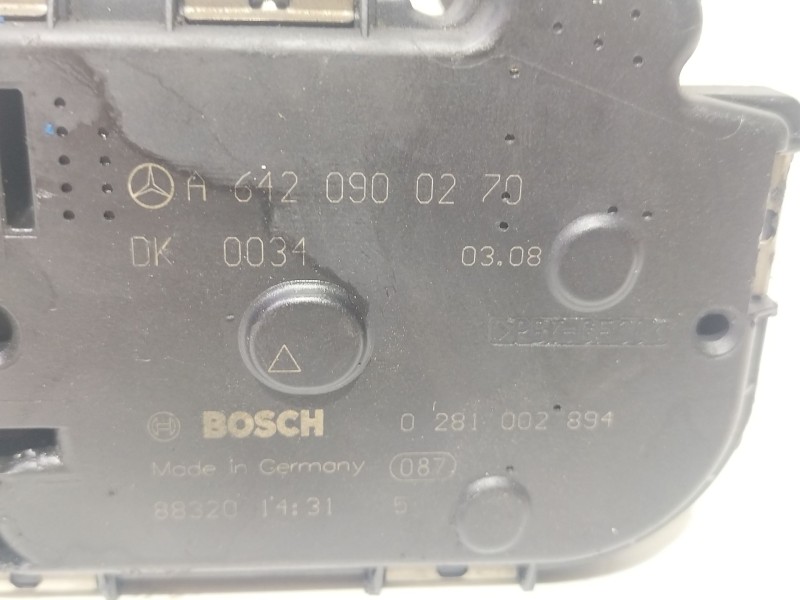 A 642 090 02 70
DK 0034
03.08
BOSCH 0 281 002 894
Made in Germany 087
88320 14:31 5